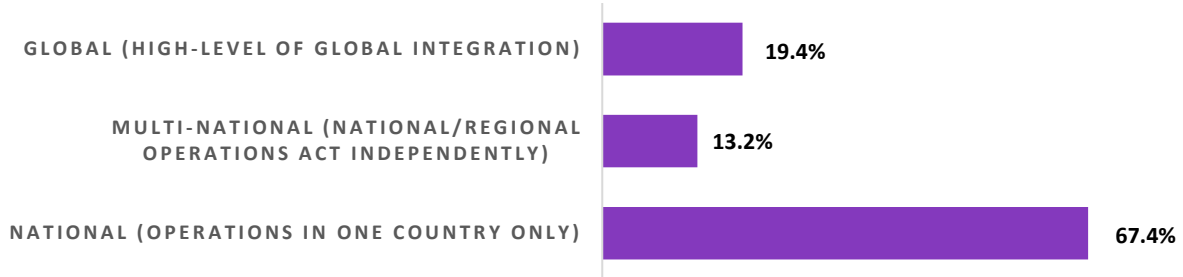 GLOBAL (HIGH-LEVEL OF GLOBAL INTEGRATION)
19.4%
MULTI-NATIONAL (NATIONAL/REGIONAL
OPERATIONS ACT INDEPENDENTLY)
13.2%
NATIONAL (OPERATIONS IN ONE COUNTRY ONLY)
67.4%